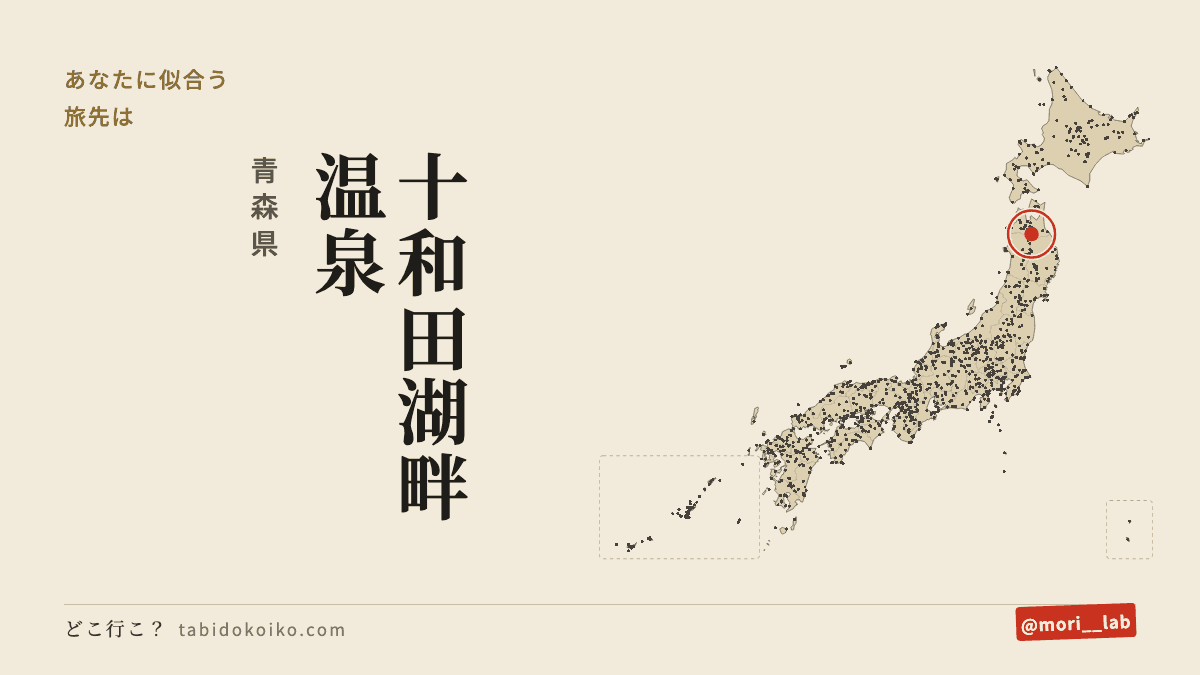 あなたに似合う
旅先は
十和田湖畔
温泉
青森県
どこ行こ？ tabidokoiko.com
@mori__lab